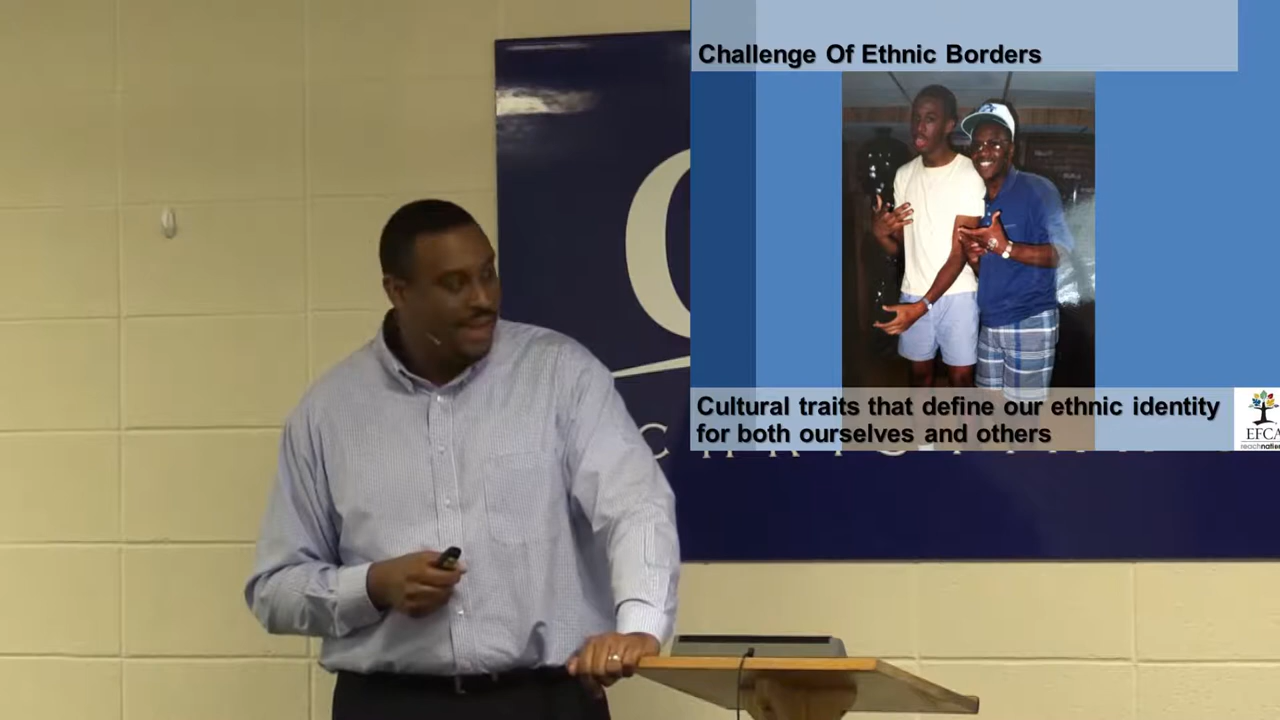 Challenge Of Ethnic Borders
Cultural traits that define our ethnic identity
for both ourselves and others
EFCA